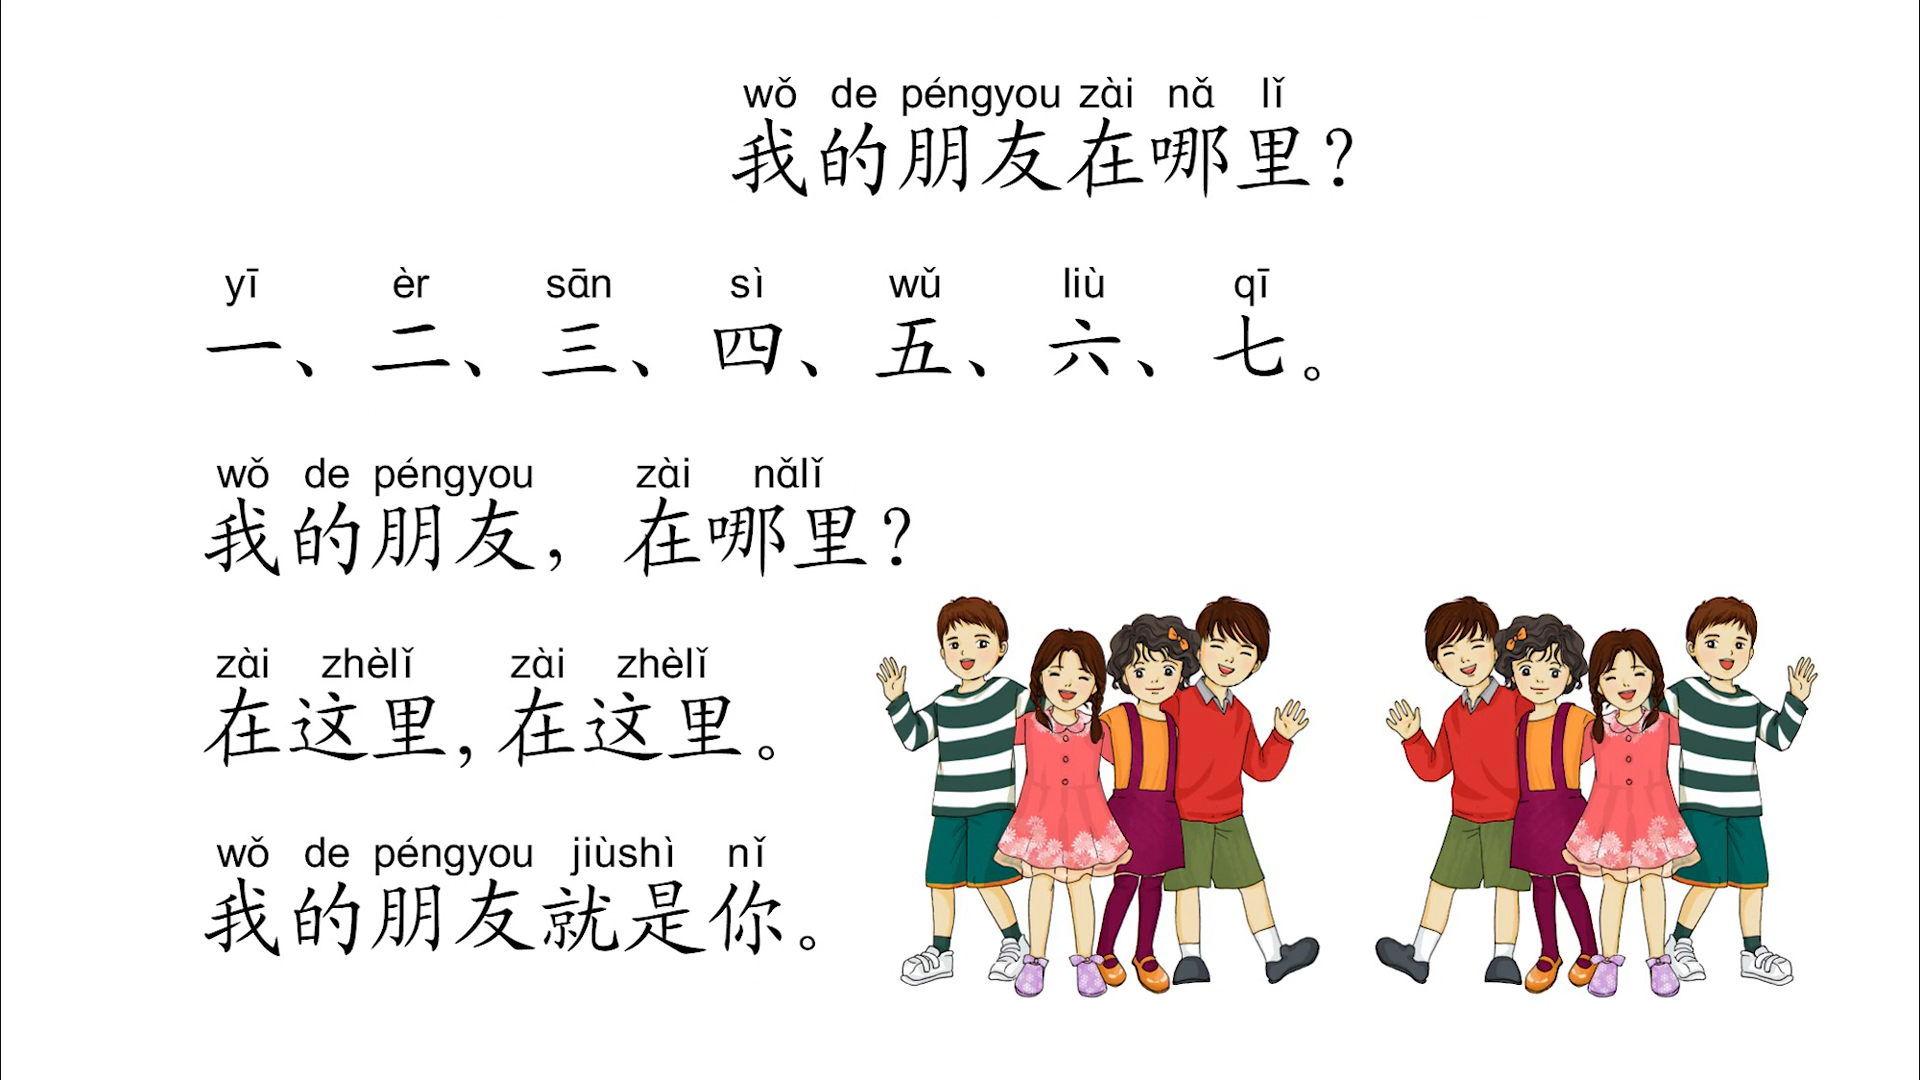 wǒ de péngyou zài nǎ lǐ
我的朋友在哪里？
yī èr sān sì wǔ liù qī
一、二、三、四、五、六、七。
wǒ de péngyou zài nǎlǐ
我的朋友，在哪里？
zài zhèlǐ zài zhèlǐ
在这里，在这里。
wǒ de péngyou jiùshì nǐ
我的朋友就是你。